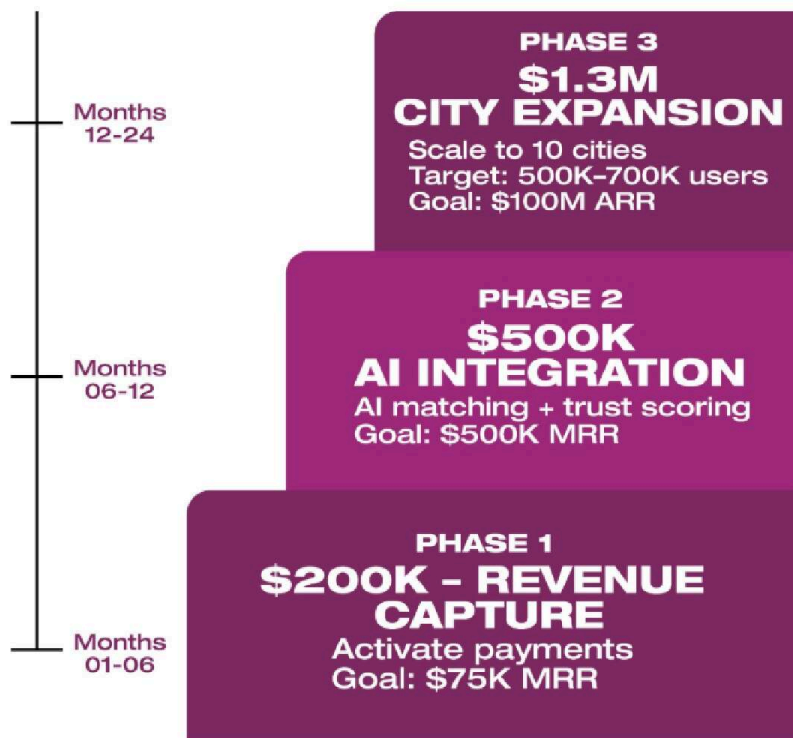 PHASE 3
$1.3M
CITY EXPANSION
Scale to 10 cities
Target: 500K–700K users
Goal: $100M ARR
Months
12-24
PHASE 2
$500K
AI INTEGRATION
AI matching + trust scoring
Goal: $500K MRR
Months
06-12
PHASE 1
$200K – REVENUE
CAPTURE
Activate payments
Goal: $75K MRR
Months
01-06